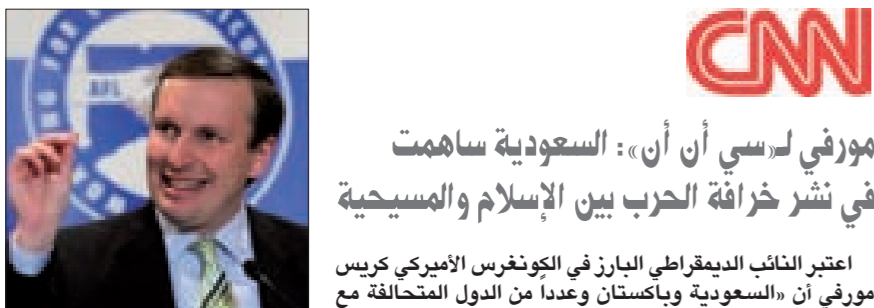 CNN
مورفي لـ«سي أن أن»: السعودية ساهمت
في نشر خرافة الحرب بين الإسلام والمسيحية
اعتبر النائب الديمقراطي البارز في الكونغرس الأميركي كريس
مورفي أن «السعودية وباكستان وعدداً من الدول المتحالفة مع
AFL